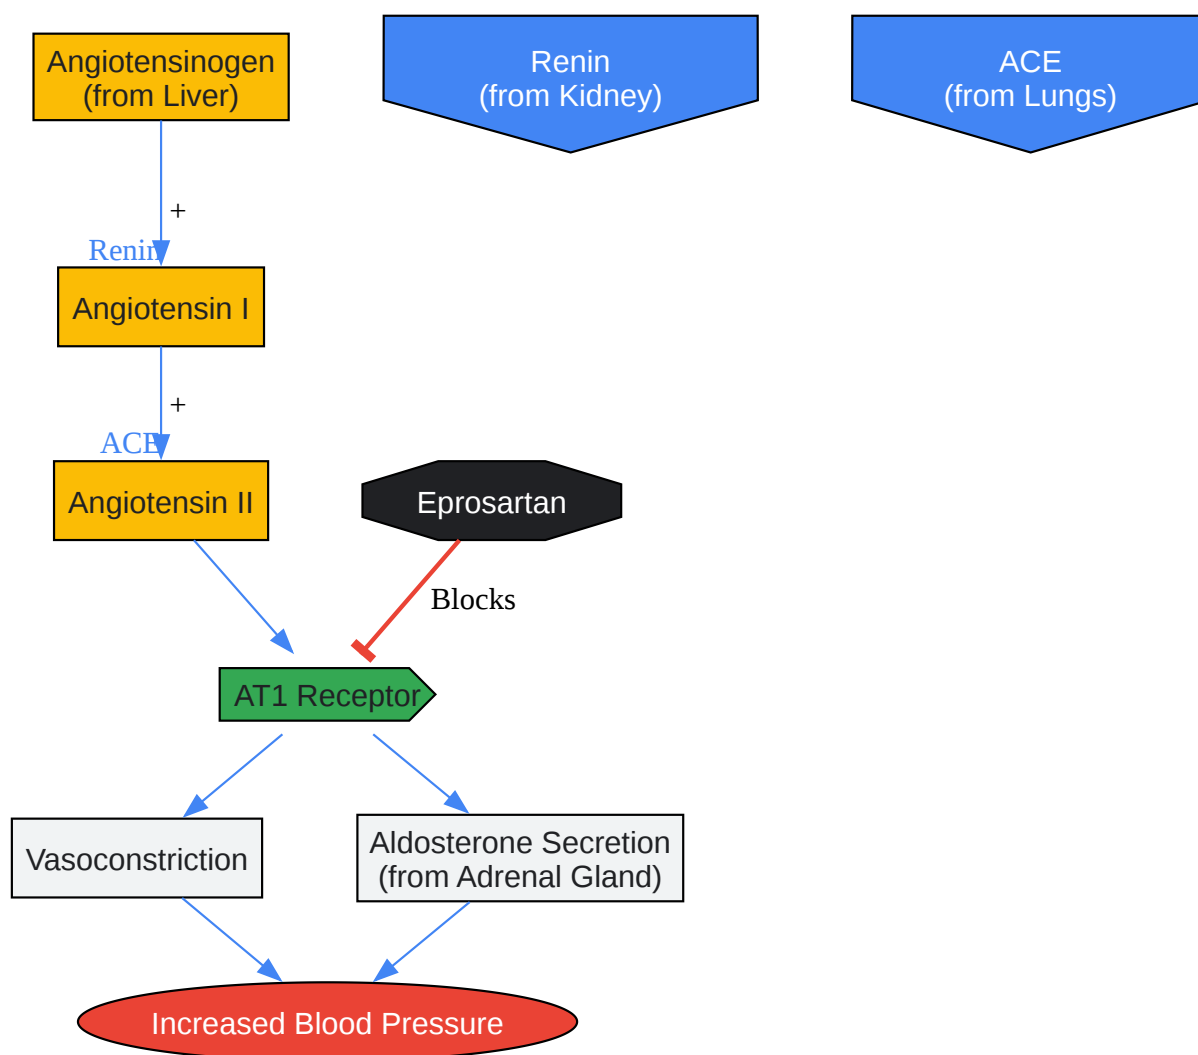 Angiotensinogen
(from Liver)
Renin
(from Kidney)
ACE
(from Lungs)
+
Renin
Angiotensin I
+
ACE
Angiotensin II
Eprosartan
Blocks
AT1 Receptor
Vasoconstriction
Aldosterone Secretion
(from Adrenal Gland)
Increased Blood Pressure